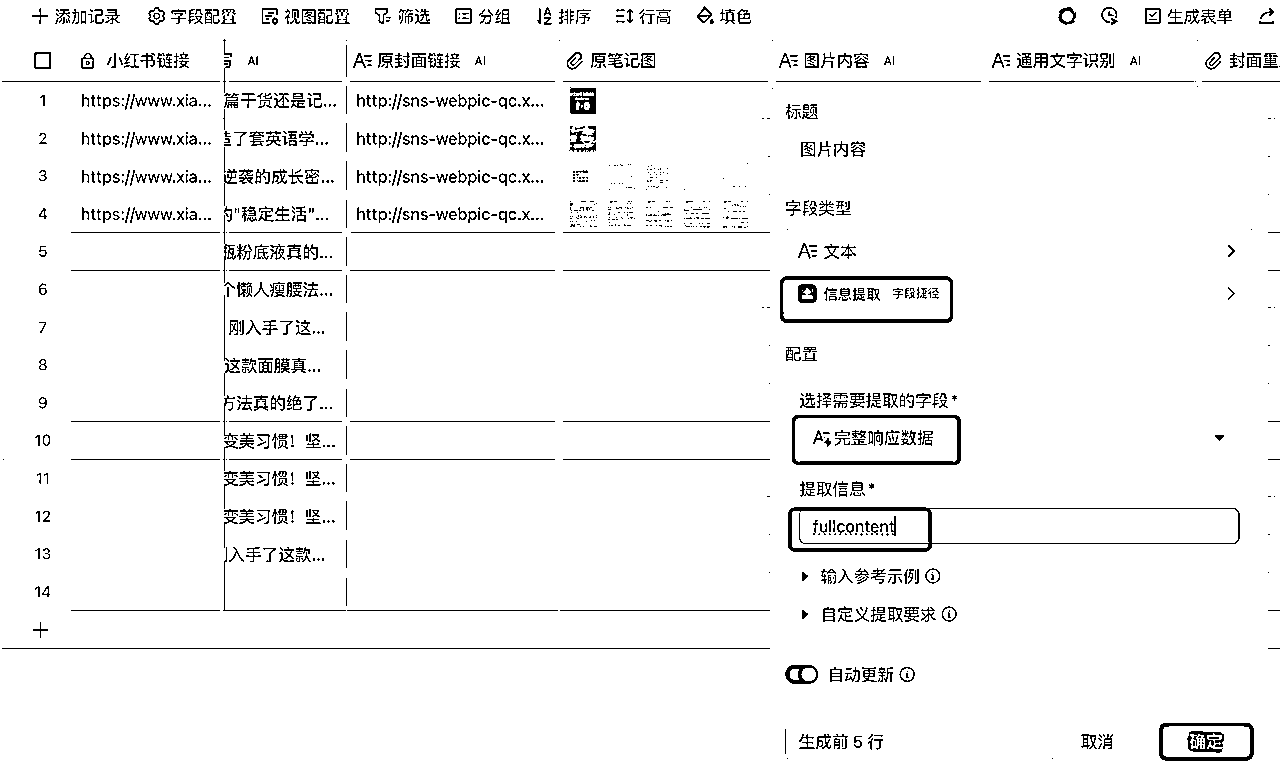 添加记录 字段配置 视图配置 筛选 分组 排序 行高 填色 生成表单
小红书链接 写 AI 原封面链接 AI 原笔记图 图片内容 AI 通用文字识别 AI 封面重
1 https://www.xia... 篇干货还是记... http://sns-webpic-qc.x...
2 https://www.xia... 造了套英语学... http://sns-webpic-qc.x...
3 https://www.xia... 逆袭的成长密... http://sns-webpic-qc.x...
4 https://www.xia... 的"稳定生活"... http://sns-webpic-qc.x...
5 瓶粉底液真的...
6 个懒人瘦腰法...
7 刚入手了这...
8 这款面膜真...
9 方法真的绝了...
10 变美习惯！坚...
11 变美习惯！坚...
12 变美习惯！坚...
13 入手了这款...
14
标题
图片内容
字段类型
文本
信息提取 字段捷径
配置
选择需要提取的字段*
完整响应数据
提取信息*
fullcontent
输入参考示例
自定义提取要求
自动更新
生成前 5 行 取消 确定